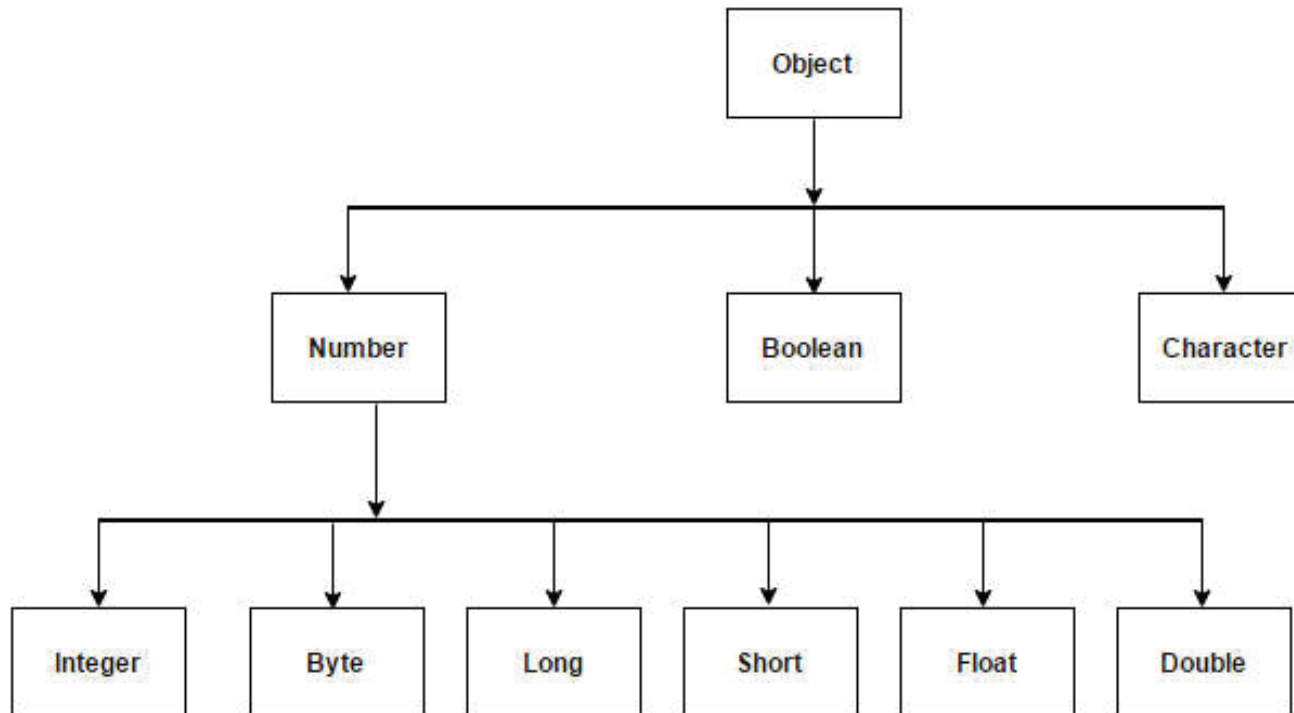 Object
Number
Boolean
Character
Integer
Byte
Long
Short
Float
Double